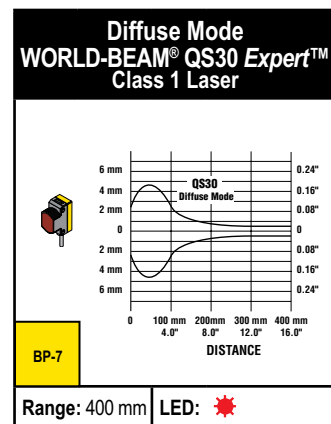 Diffuse Mode
WORLD-BEAM® QS30 Expert™
Class 1 Laser
QS30
Diffuse Mode
6 mm 0.24"
4 mm 0.16"
2 mm 0.08"
0 0
2 mm 0.08"
4 mm 0.16"
6 mm 0.24"
0 100 mm 200mm 300 mm 400 mm
4.0" 8.0" 12.0" 16.0"
DISTANCE
BP-7
Range: 400 mm LED: